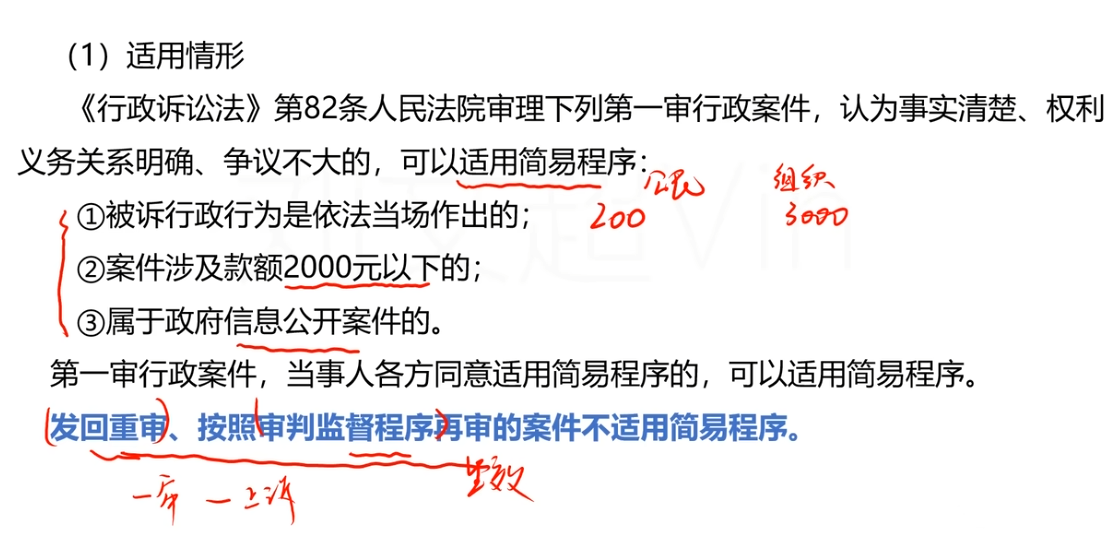 （1）适用情形
《行政诉讼法》第82条人民法院审理下列第一审行政案件，认为事实清楚、权利
义务关系明确、争议不大的，可以适用简易程序：
公民 组织
①被诉行政行为是依法当场作出的； 200 3000
②案件涉及款额2000元以下的；
③属于政府信息公开案件的。
第一审行政案件，当事人各方同意适用简易程序的，可以适用简易程序。
发回重审、按照审判监督程序再审的案件不适用简易程序。
一审 — 上诉 生效